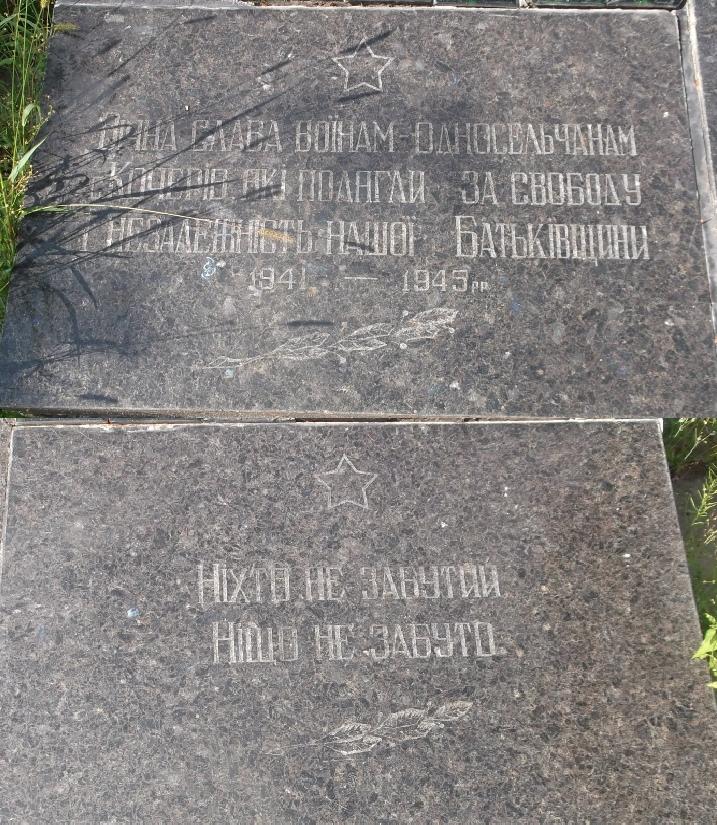 Вічна слава воїнам-односельчанам
які полягли за свободу
і незалежність нашої Батьківщини
1941 — 1945 рр
Ніхто не забутий
Ніщо не забуто.